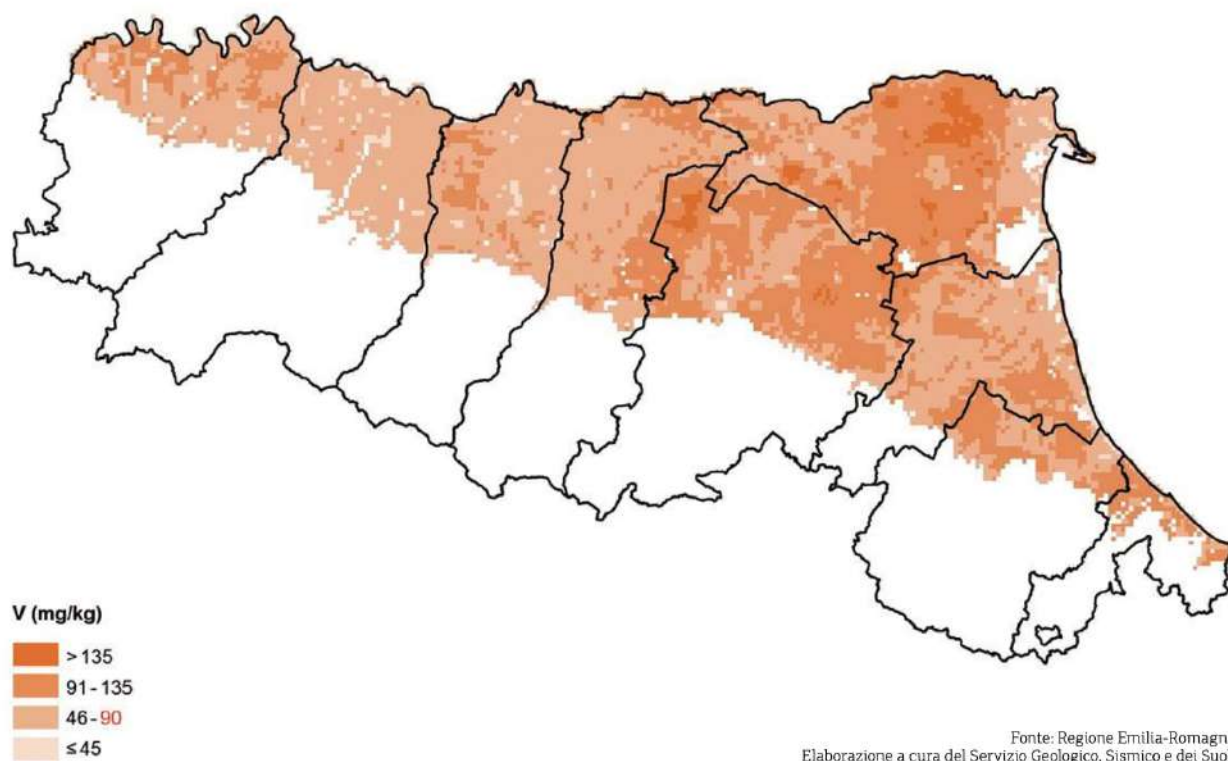 V (mg/kg)
> 135
91 - 135
46 - 90
≤ 45
Fonte: Regione Emilia-Romagn
Elaborazione a cura del Servizio Geologico, Sismico e dei Suol